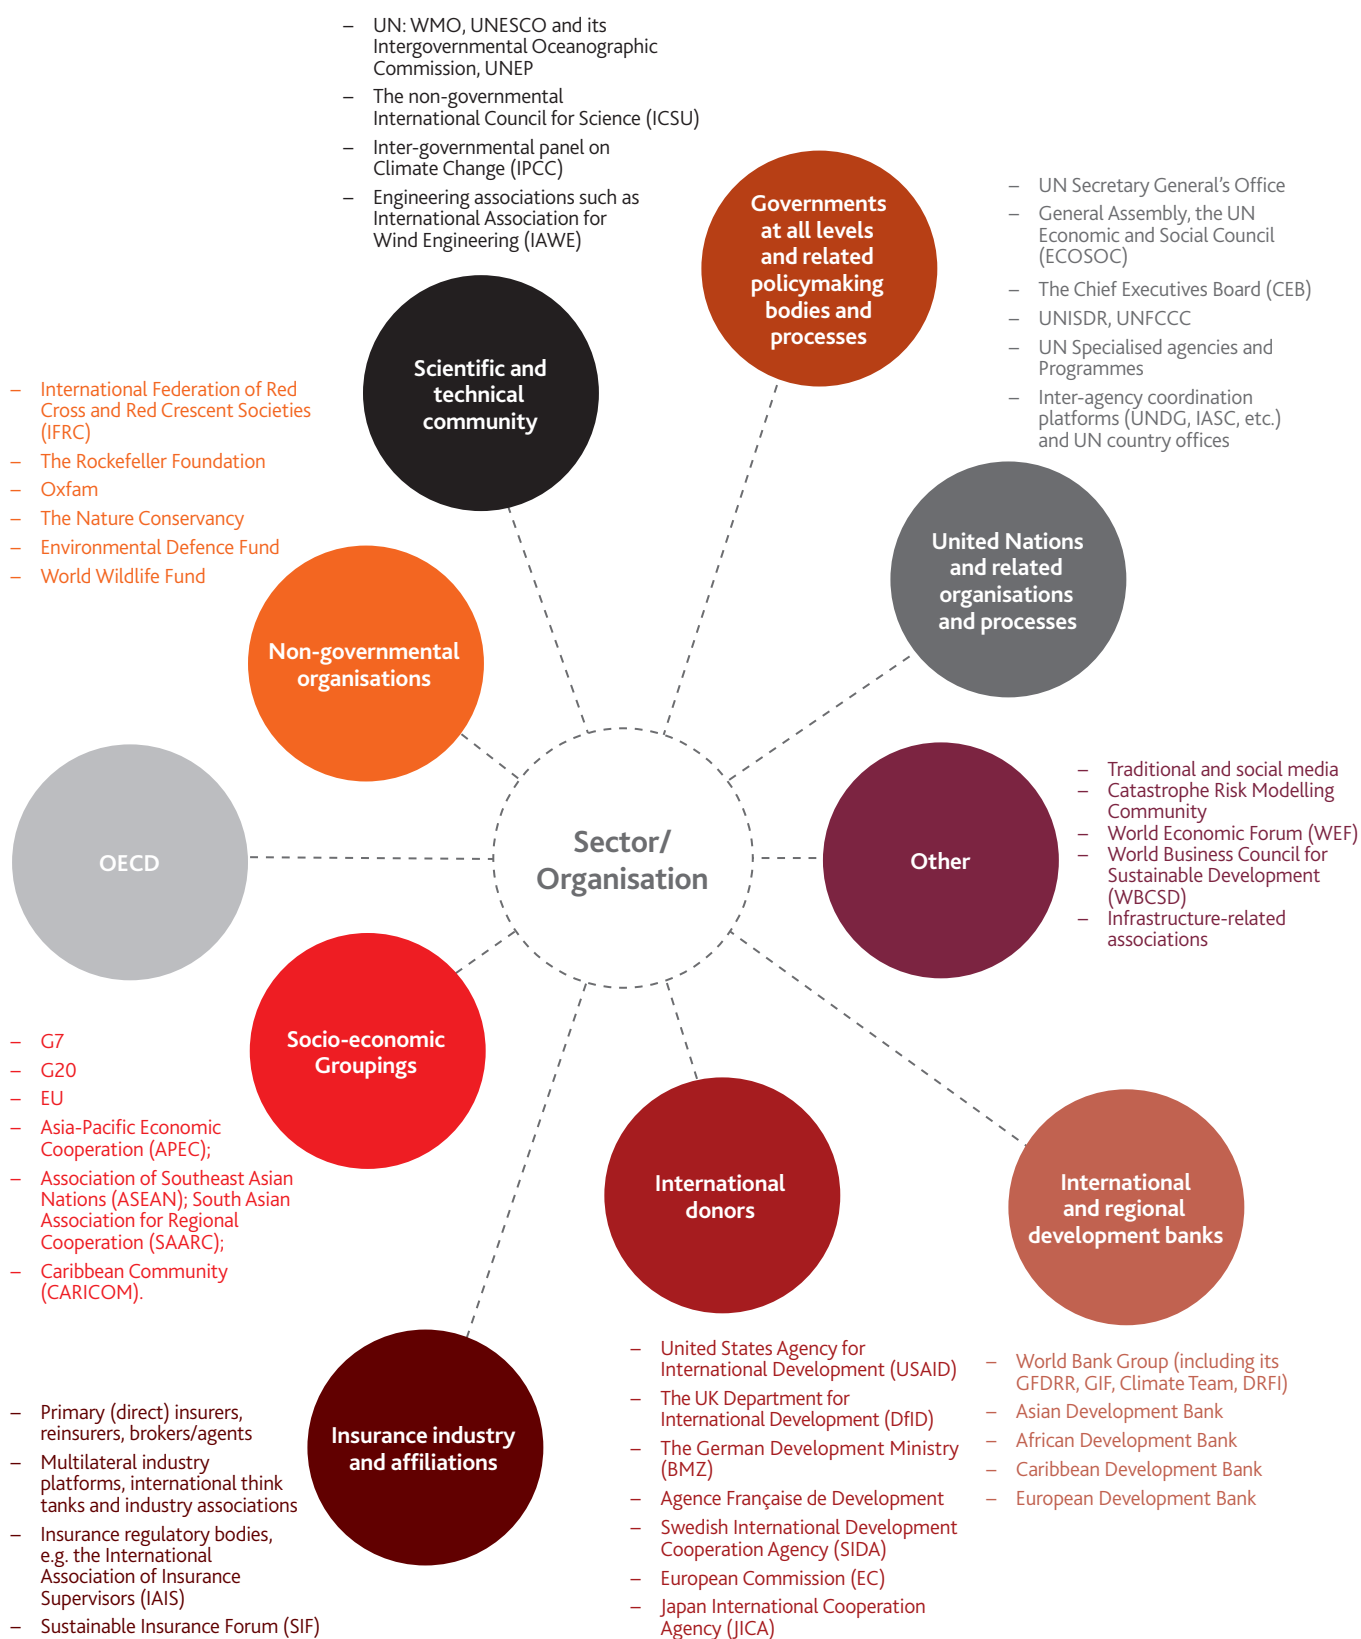 – UN: WMO, UNESCO and its
Intergovernmental Oceanographic
Commission, UNEP
– The non-governmental
International Council for Science (ICSU)
– Inter-governmental panel on
Climate Change (IPCC)
– Engineering associations such as
International Association for
Wind Engineering (IAWE)
Scientific and
technical
community
Governments
at all levels
and related
policymaking
bodies and
processes
– UN Secretary General’s Office
– General Assembly, the UN
Economic and Social Council
(ECOSOC)
– The Chief Executives Board (CEB)
– UNISDR, UNFCCC
– UN Specialised agencies and
Programmes
– Inter-agency coordination
platforms (UNDG, IASC, etc.)
and UN country offices
United Nations
and related
organisations
and processes
– International Federation of Red
Cross and Red Crescent Societies
(IFRC)
– The Rockefeller Foundation
– Oxfam
– The Nature Conservancy
– Environmental Defence Fund
– World Wildlife Fund
Non-governmental
organisations
OECD
Sector/
Organisation
Other
– Traditional and social media
– Catastrophe Risk Modelling
Community
– World Economic Forum (WEF)
– World Business Council for
Sustainable Development
(WBCSD)
– Infrastructure-related
associations
– G7
– G20
– EU
– Asia-Pacific Economic
Cooperation (APEC);
– Association of Southeast Asian
Nations (ASEAN); South Asian
Association for Regional
Cooperation (SAARC);
– Caribbean Community
(CARICOM).
Socio-economic
Groupings
International
donors
International
and regional
development banks
– Primary (direct) insurers,
reinsurers, brokers/agents
– Multilateral industry
platforms, international think
tanks and industry associations
– Insurance regulatory bodies,
e.g. the International
Association of Insurance
Supervisors (IAIS)
– Sustainable Insurance Forum (SIF)
Insurance industry
and affiliations
– United States Agency for
International Development (USAID)
– The UK Department for
International Development (DfID)
– The German Development Ministry
(BMZ)
– Agence Française de Development
– Swedish International Development
Cooperation Agency (SIDA)
– European Commission (EC)
– Japan International Cooperation
Agency (JICA)
– World Bank Group (including its
GFDRR, GIF, Climate Team, DRFI)
– Asian Development Bank
– African Development Bank
– Caribbean Development Bank
– European Development Bank